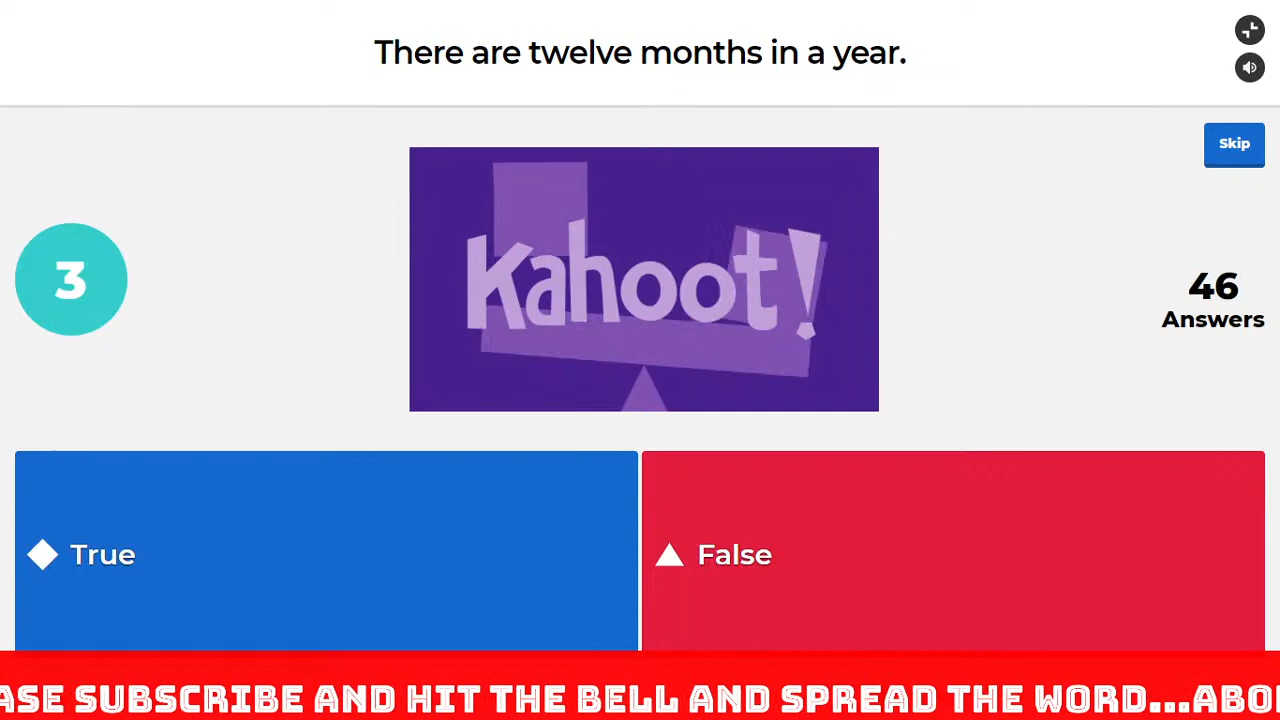 There are twelve months in a year.
Skip
Kahoot!
3
46
Answers
True
False
ASE SUBSCRIBE AND HIT THE BELL AND SPREAD THE WORD...ABO